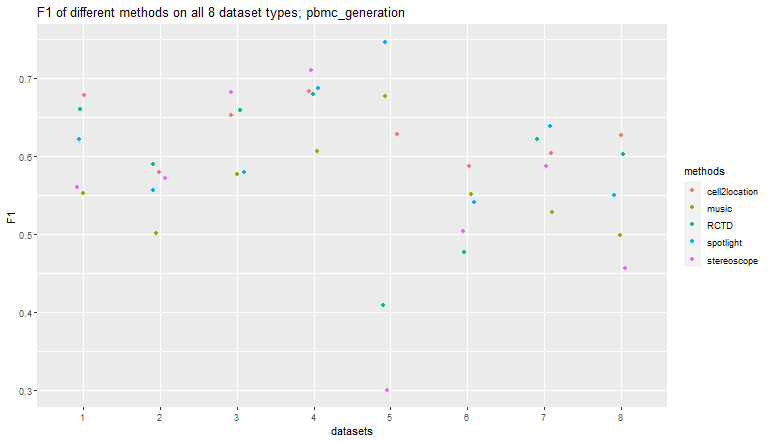 F1 of different methods on all 8 dataset types; pbmc_generation
0.7
0.6
0.5
0.4
0.3
F1
1 2 3 4 5 6 7 8
datasets
methods
cell2location
music
RCTD
spotlight
stereoscope